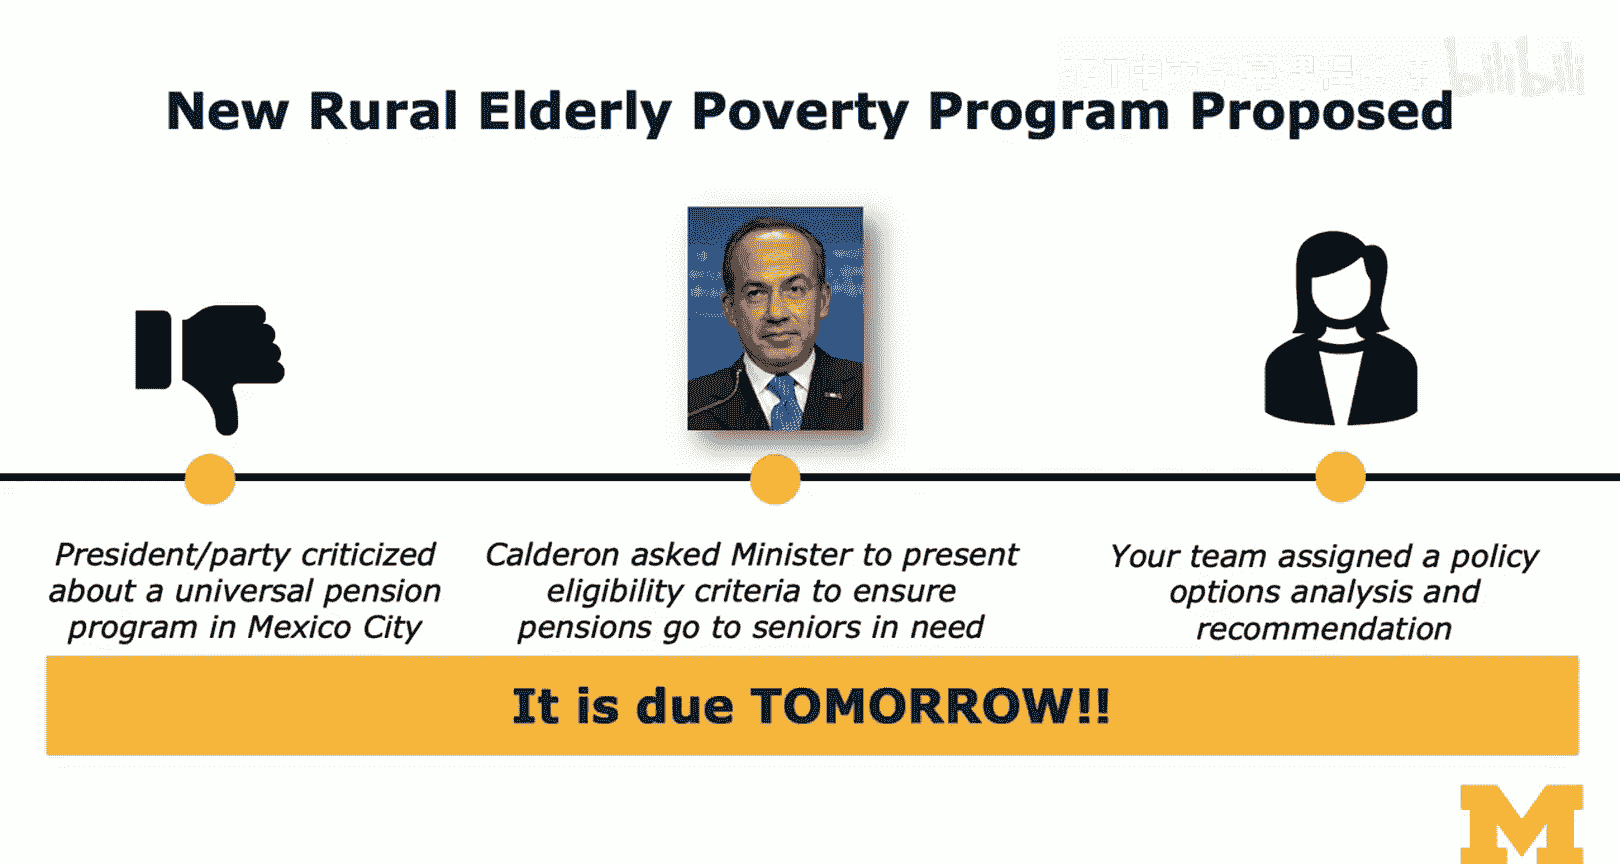 New Rural Elderly Poverty Program Proposed
President/party criticized
about a universal pension
program in Mexico City
Calderon asked Minister to present
eligibility criteria to ensure
pensions go to seniors in need
Your team assigned a policy
options analysis and
recommendation
It is due TOMORROW!!
M
bilibili